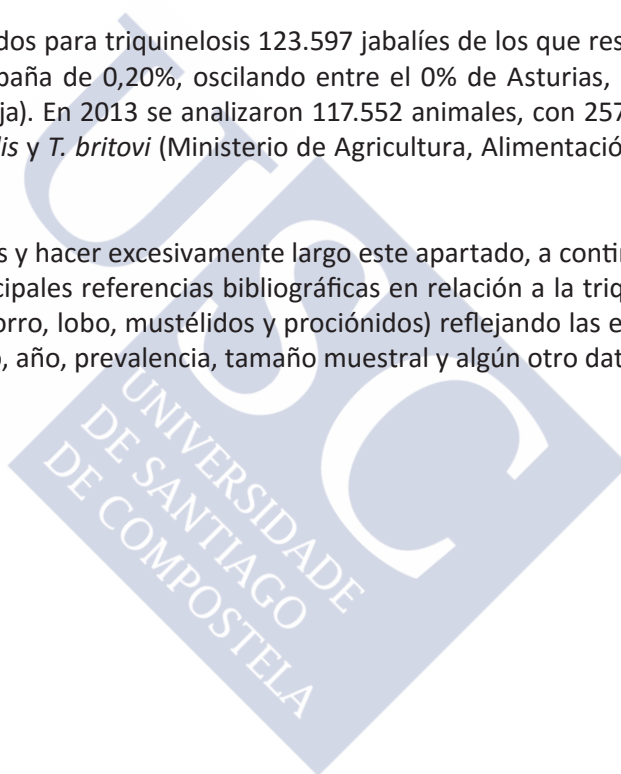 dos para triquinelosis 123.597 jabalíes de los que res
paña de 0,20%, oscilando entre el 0% de Asturias,
ja). En 2013 se analizaron 117.552 animales, con 257
lis y T. britovi (Ministerio de Agricultura, Alimentació
s y hacer excesivamente largo este apartado, a conti
cipales referencias bibliográficas en relación a la triq
orro, lobo, mustélidos y prociónidos) reflejando las e
o, año, prevalencia, tamaño muestral y algún otro dat
USC
UNIVERSIDADE
DE SANTIAGO
DE COMPOSTELA